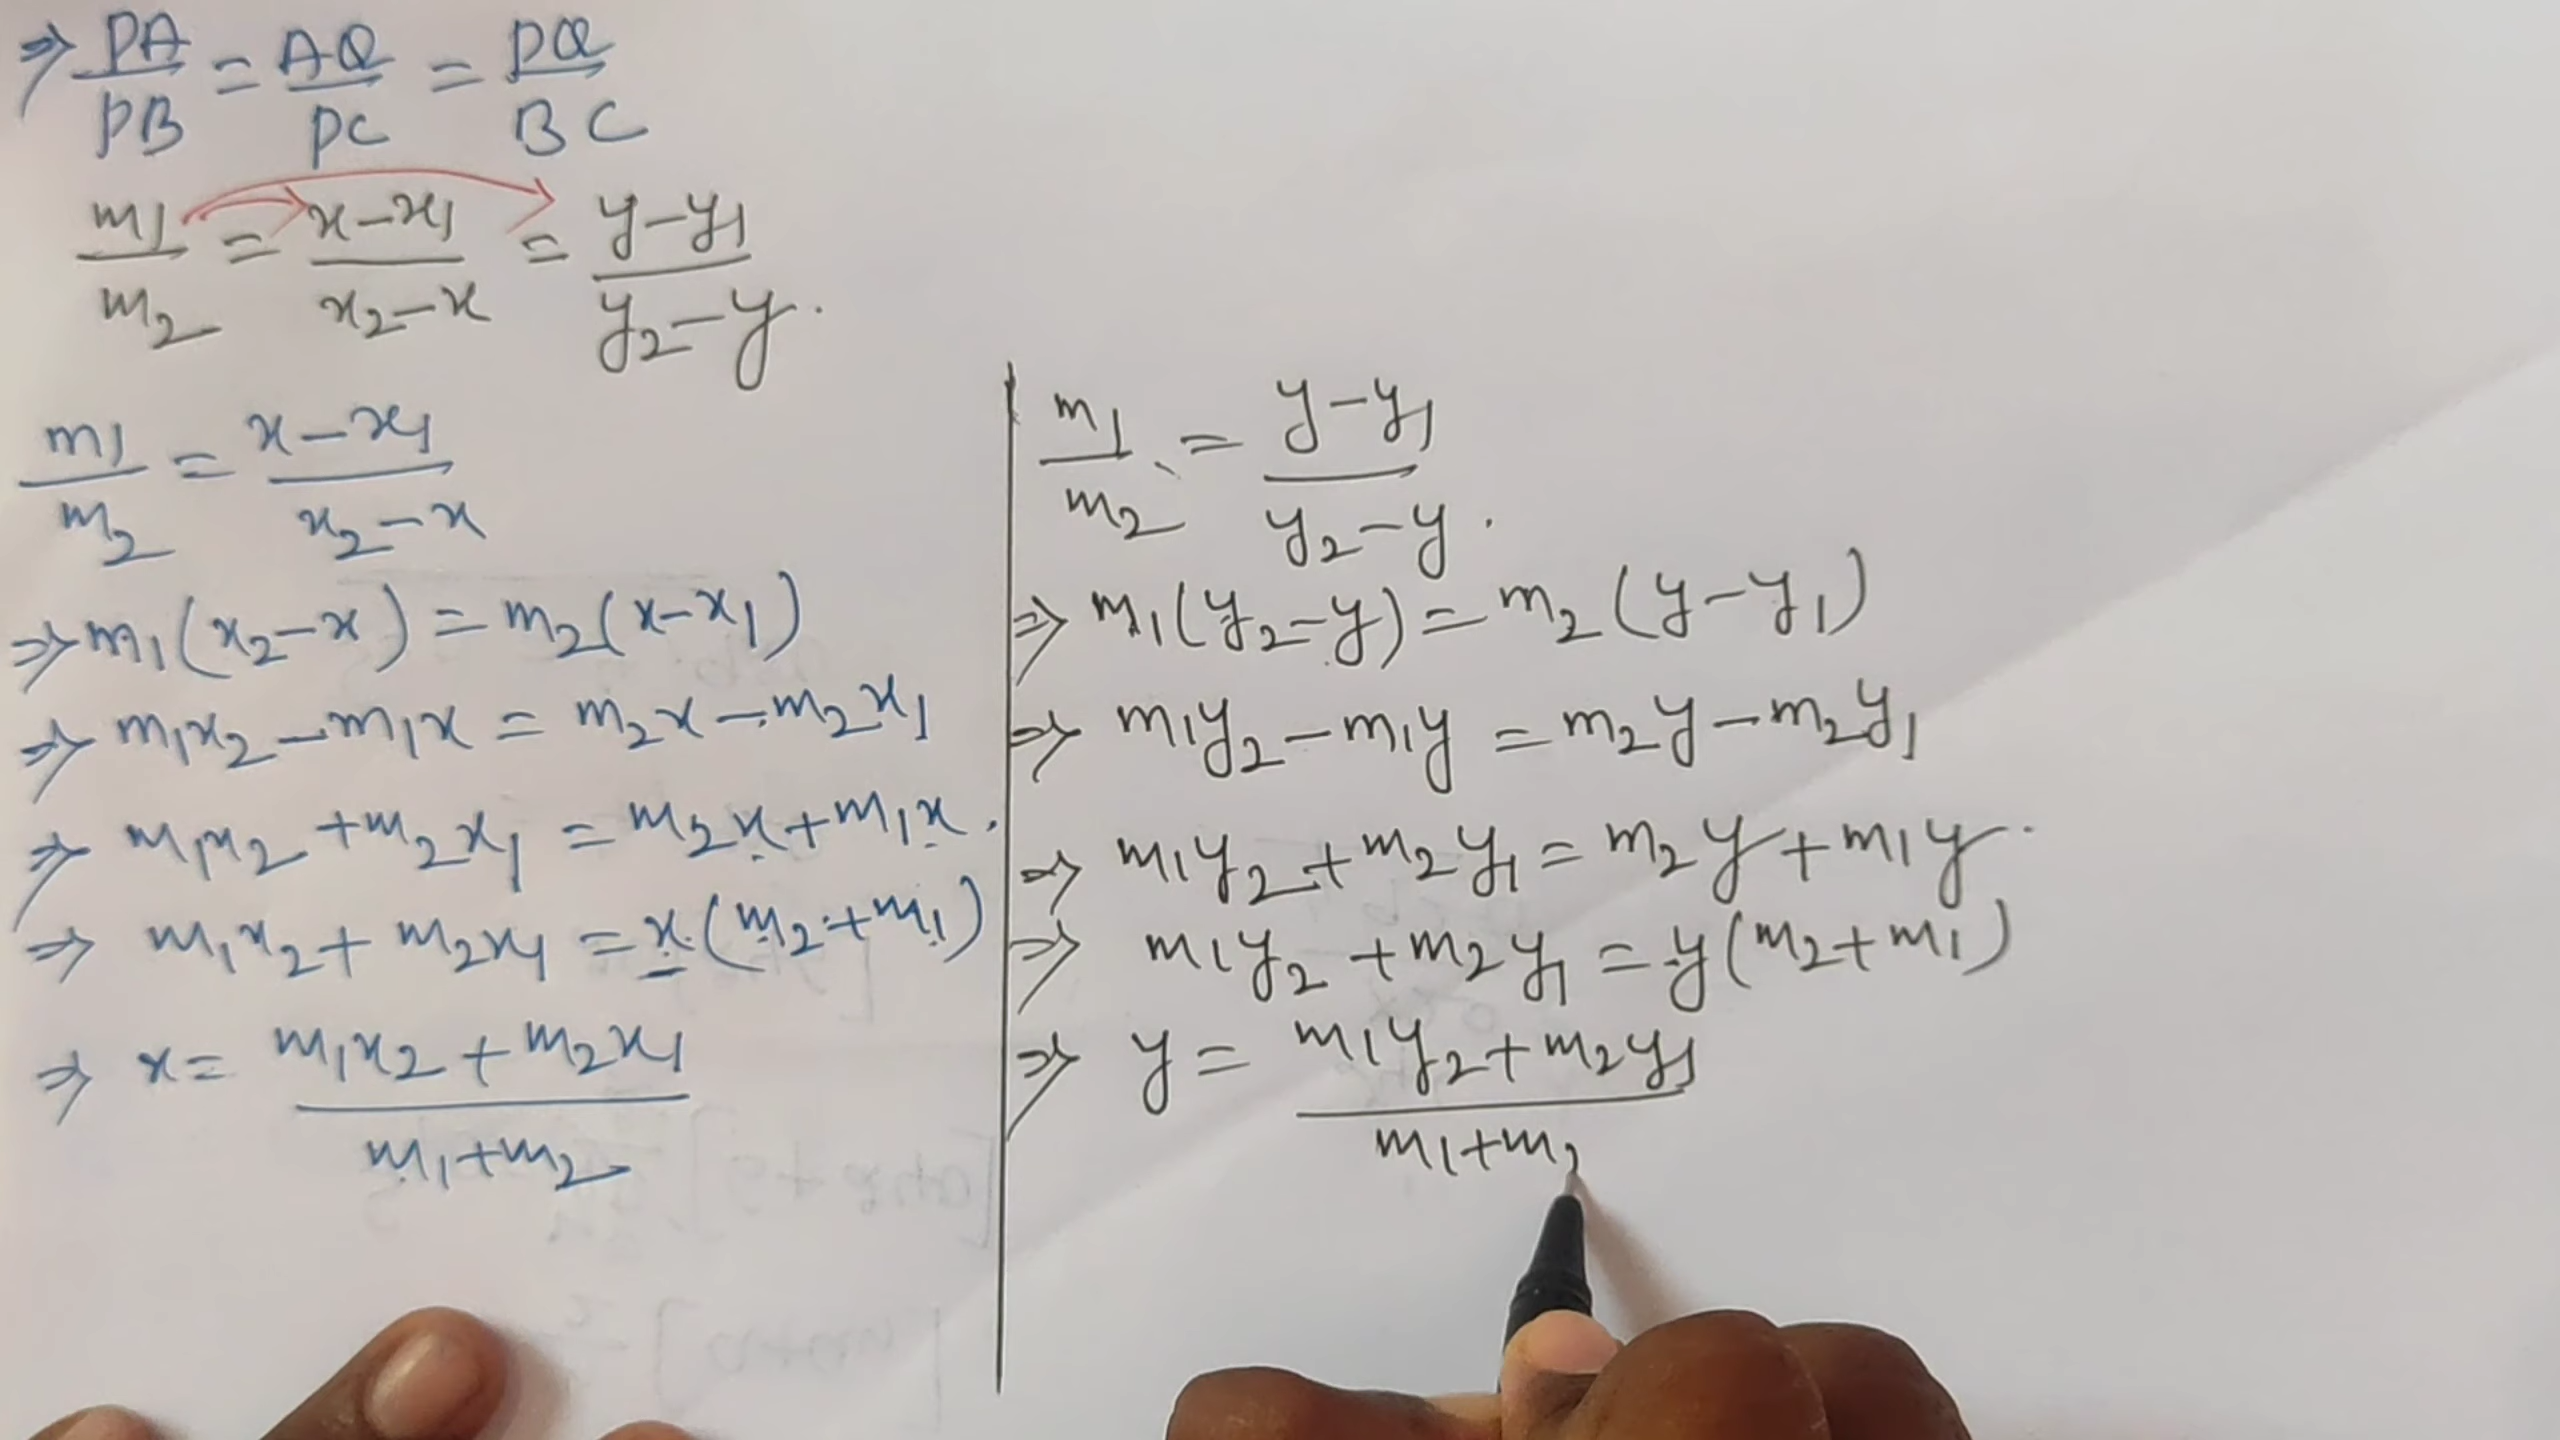 ⇒ PA/PB = AQ/PC = PQ/BC
m1/m2 = x-x1/x2-x = y-y1/y2-y.
m1/m2 = x-x1/x2-x
⇒ m1(x2-x) = m2(x-x1)
⇒ m1x2-m1x = m2x-m2x1
⇒ m1x2+m2x1 = m2x+m1x.
⇒ m1x2+m2x1 = x(m2+m1)
⇒ x = m1x2+m2x1/m1+m2
m1/m2 = y-y1/y2-y.
⇒ m1(y2-y) = m2(y-y1)
⇒ m1y2-m1y = m2y-m2y1
⇒ m1y2+m2y1 = m2y+m1y.
⇒ m1y2+m2y1 = y(m2+m1)
⇒ y = m1y2+m2y1/m1+m2